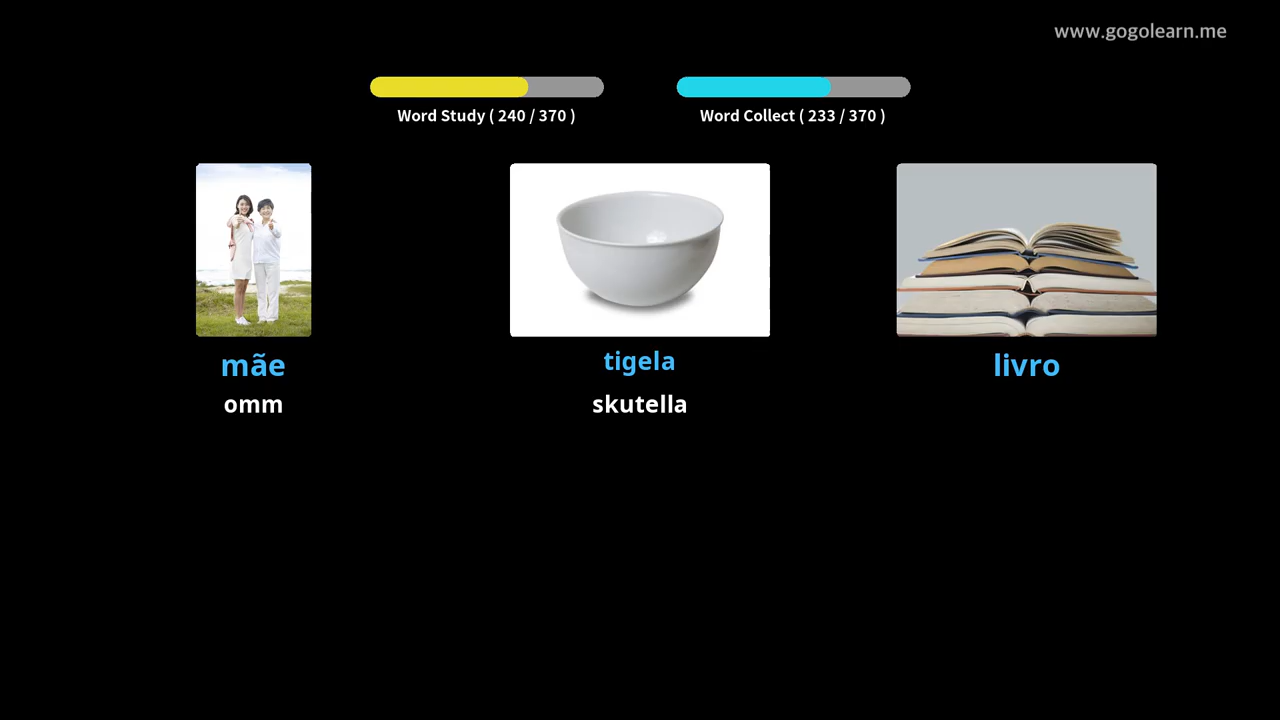 www.gogolearn.me
Word Study ( 240 / 370 )
Word Collect ( 233 / 370 )
mãe
omm
tigela
skutella
livro